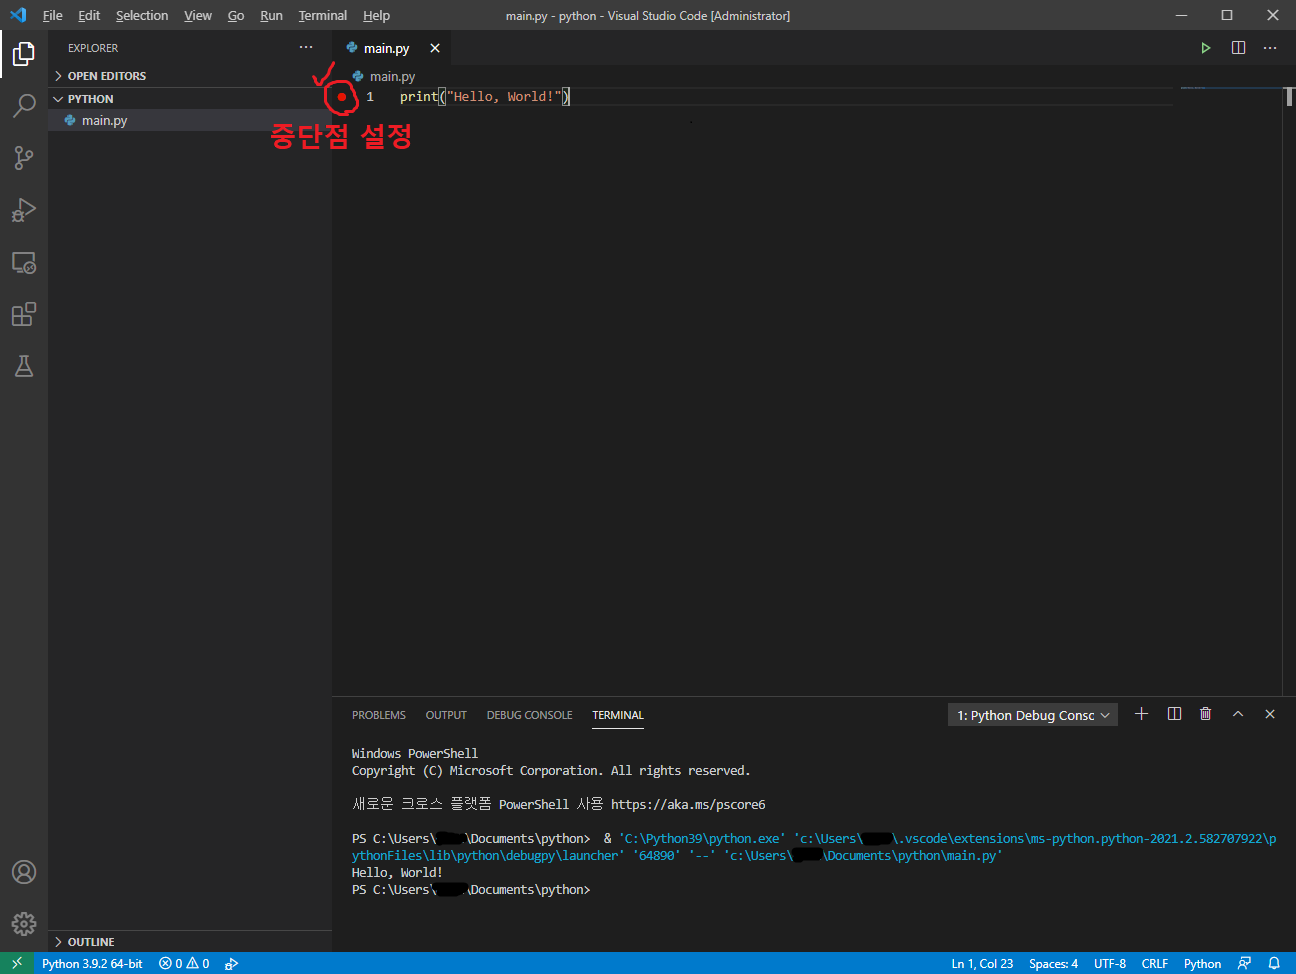 File Edit Selection View Go Run Terminal Help
main.py - python - Visual Studio Code [Administrator]
EXPLORER
OPEN EDITORS
PYTHON
main.py
main.py
main.py
1 print("Hello, World!")
중단점 설정
PROBLEMS OUTPUT DEBUG CONSOLE TERMINAL
1: Python Debug Consc
Windows PowerShell
Copyright (C) Microsoft Corporation. All rights reserved.
새로운 크로스 플랫폼 PowerShell 사용 https://aka.ms/pscore6
PS C:\Users\ \Documents\python> & 'C:\Python39\python.exe' 'c:\Users\ \.vscode\extensions\ms-python.python-2021.2.582707922\p
ythonFiles\lib\python\debugpy\launcher' '64890' '--' 'c:\Users\ \Documents\python\main.py'
Hello, World!
PS C:\Users\ \Documents\python>
OUTLINE
Python 3.9.2 64-bit 0 0 Ln 1, Col 23 Spaces: 4 UTF-8 CRLF Python